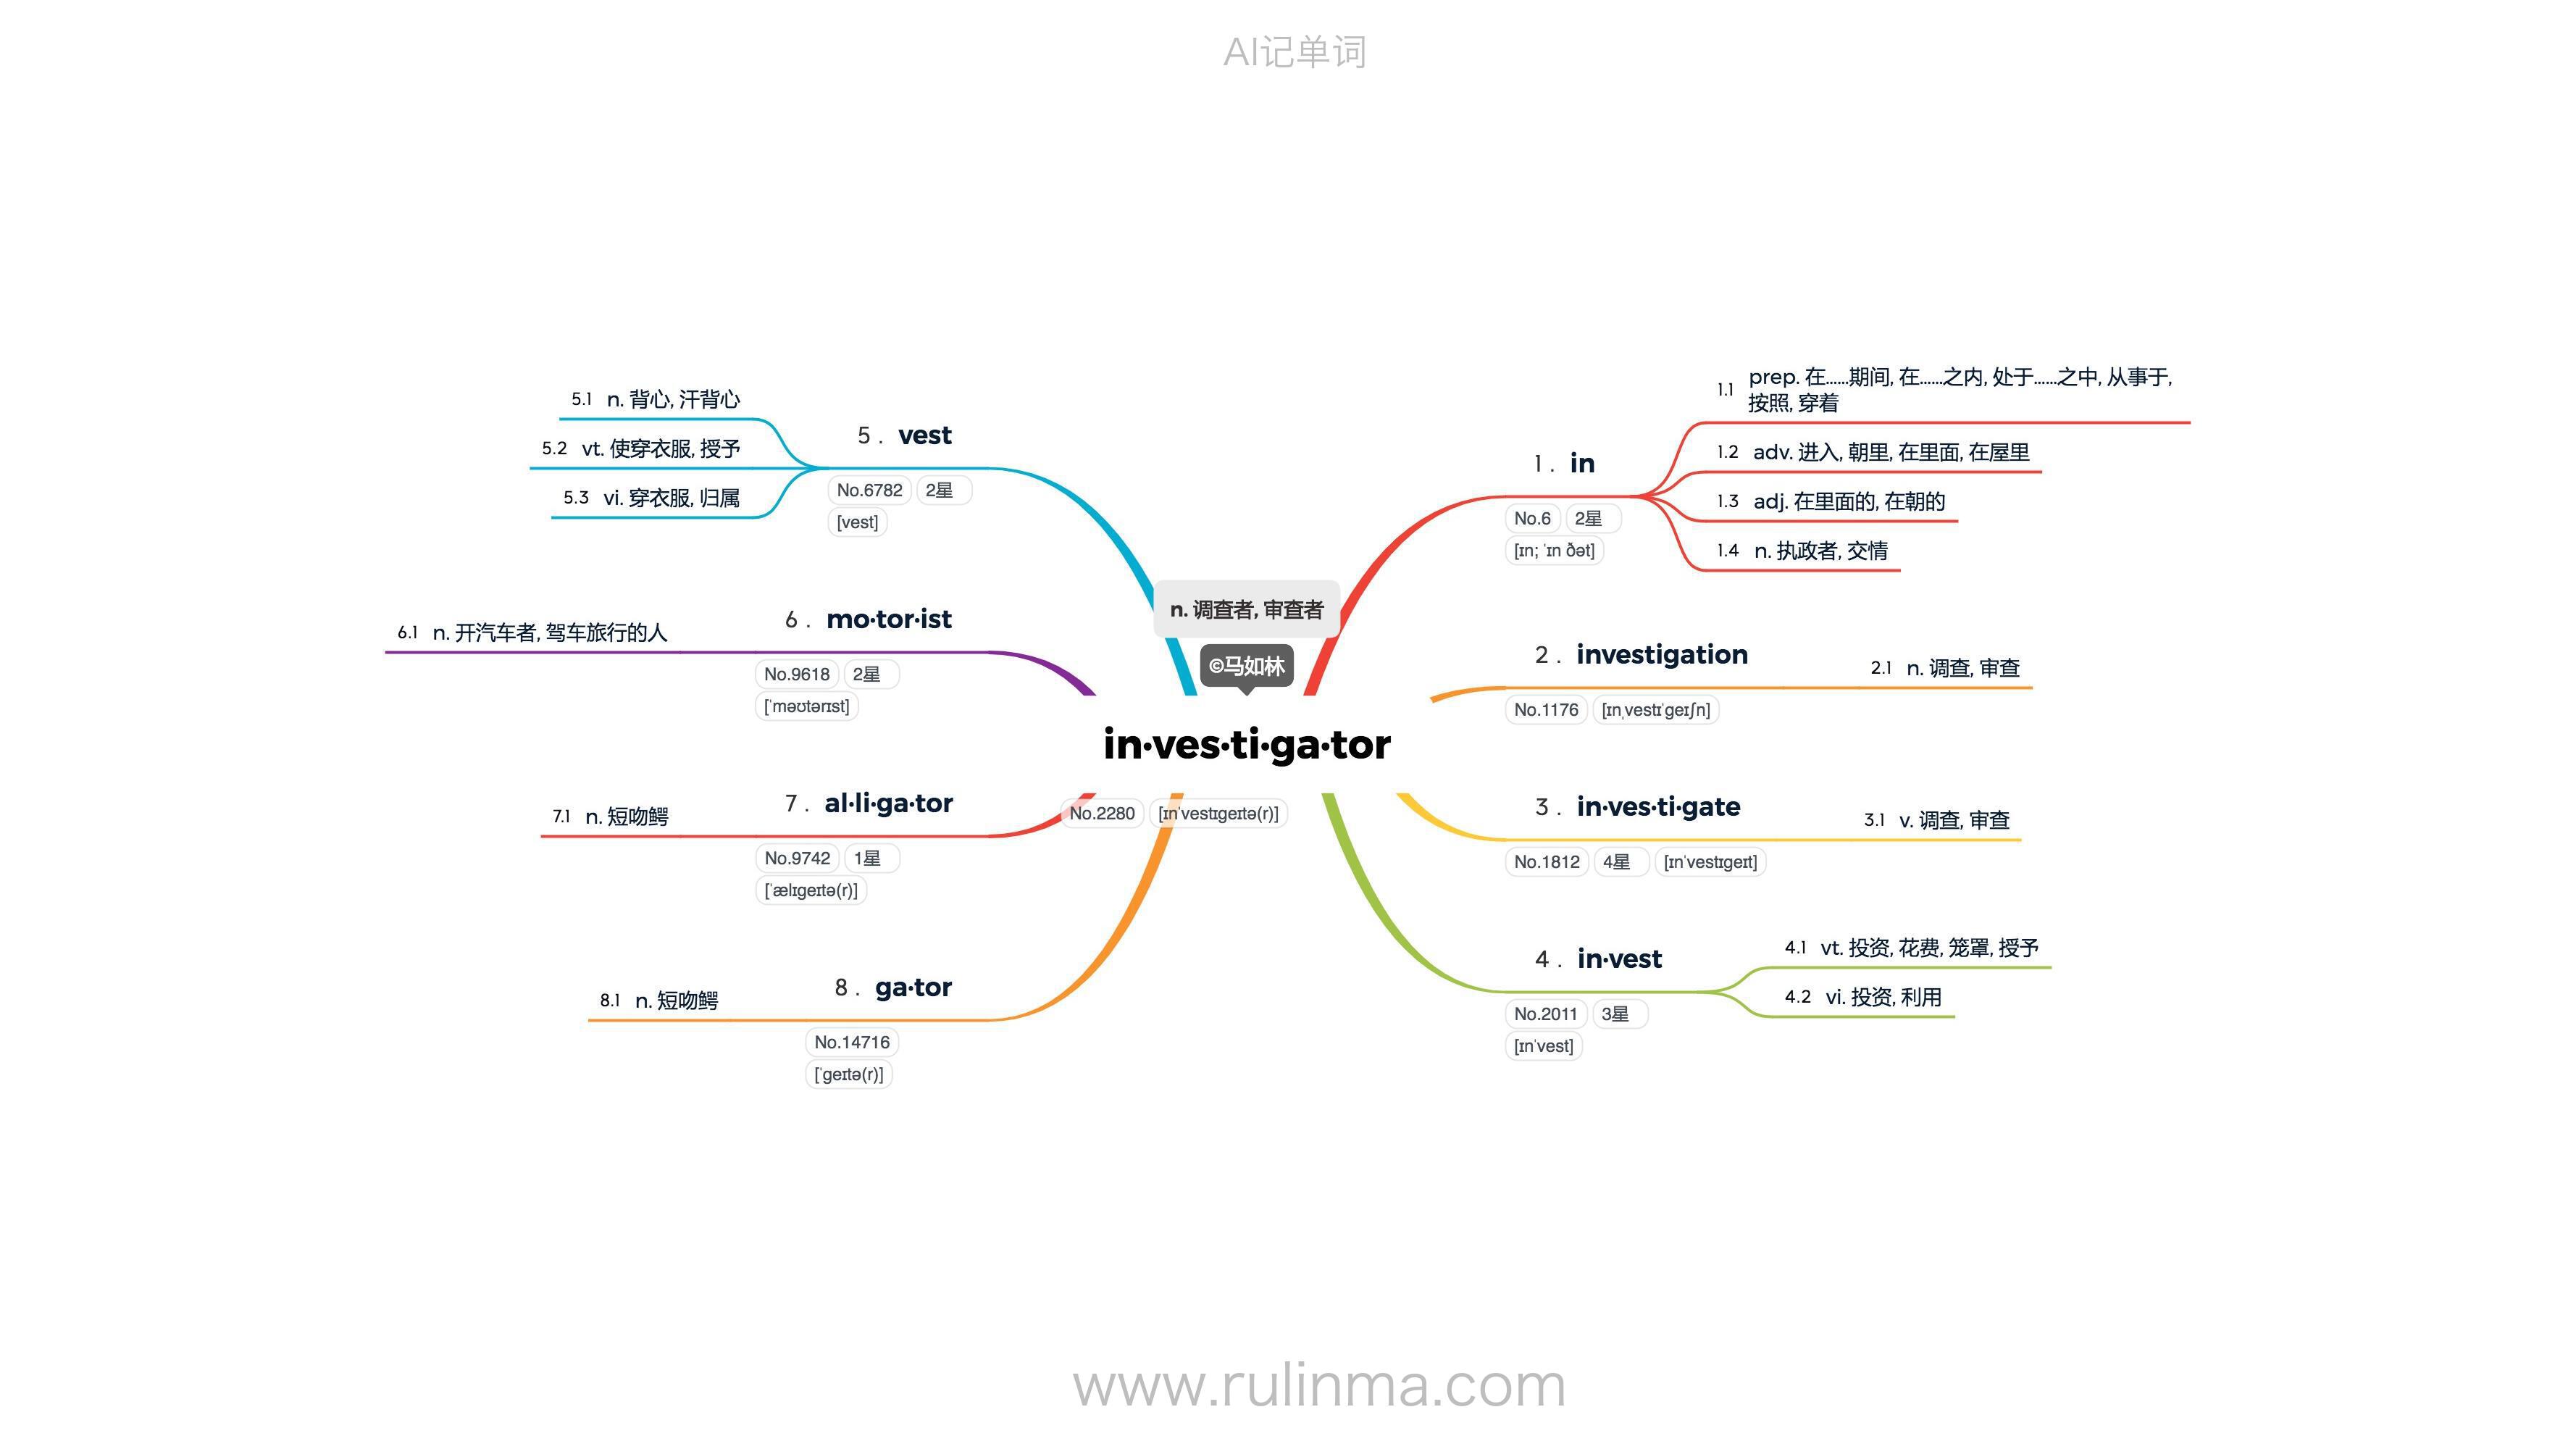 AI记单词
n. 调查者, 审查者
©马如林
in·ves·ti·ga·tor
No.2280 [ɪnˈvestɪɡeɪtə(r)]
1 . in
No.6 2星
[ɪn; ˈɪn ðət]
1.1 prep. 在......期间, 在......之内, 处于......之中, 从事于,
按照, 穿着
1.2 adv. 进入, 朝里, 在里面, 在屋里
1.3 adj. 在里面的, 在朝的
1.4 n. 执政者, 交情
2 . investigation
No.1176 [ɪnˌvestɪˈɡeɪʃn]
2.1 n. 调查, 审查
3 . in·ves·ti·gate
No.1812 4星 [ɪnˈvestɪɡeɪt]
3.1 v. 调查, 审查
4 . in·vest
No.2011 3星
[ɪnˈvest]
4.1 vt. 投资, 花费, 笼罩, 授予
4.2 vi. 投资, 利用
5 . vest
No.6782 2星
[vest]
5.1 n. 背心, 汗背心
5.2 vt. 使穿衣服, 授予
5.3 vi. 穿衣服, 归属
6 . mo·tor·ist
No.9618 2星
[ˈməʊtərɪst]
6.1 n. 开汽车者, 驾车旅行的人
7 . al·li·ga·tor
No.9742 1星
[ˈælɪɡeɪtə(r)]
7.1 n. 短吻鳄
8 . ga·tor
No.14716
[ˈɡeɪtə(r)]
8.1 n. 短吻鳄
www.rulinma.com